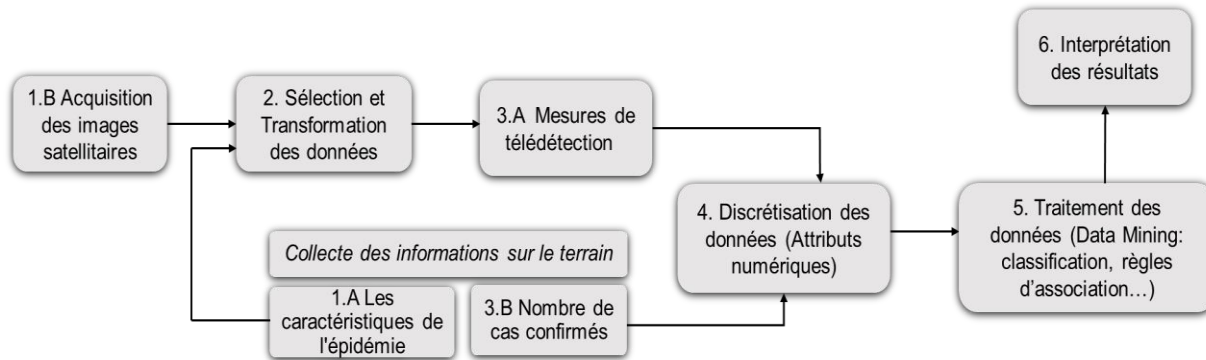 1.B Acquisition
des images
satellitaires
2. Sélection et
Transformation
des données
3.A Mesures de
télédétection
Collecte des informations sur le terrain
1.A Les
caractéristiques de
l'épidémie
3.B Nombre de
cas confirmés
4. Discrétisation des
données (Attributs
numériques)
5. Traitement des
données (Data Mining:
classification, règles
d'association…)
6. Interprétation
des résultats